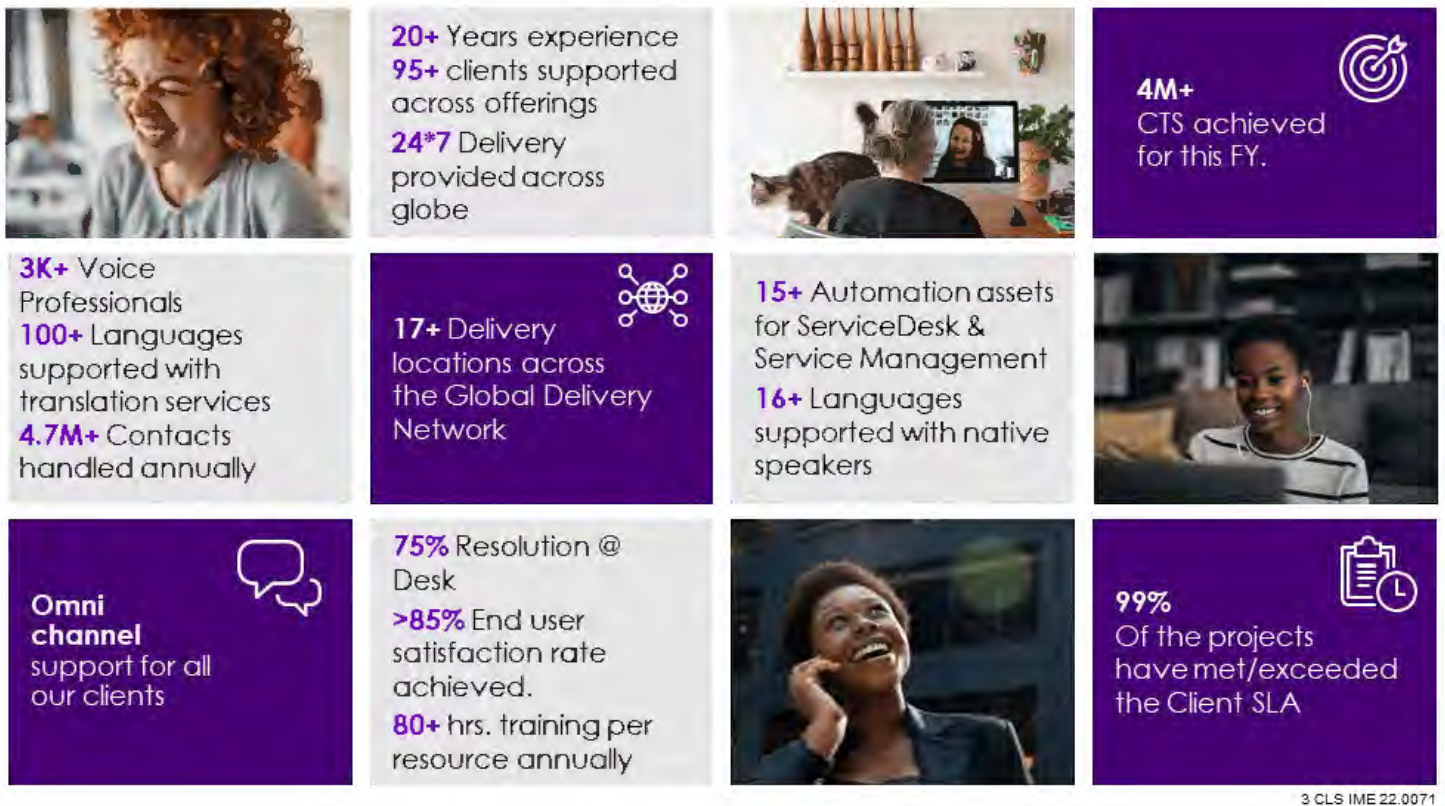 20+ Years experience
95+ clients supported
across offerings
24*7 Delivery
provided across
globe
4M+
CTS achieved
for this FY.
3K+ Voice
Professionals
100+ Languages
supported with
translation services
4.7M+ Contacts
handled annually
17+ Delivery
locations across
the Global Delivery
Network
15+ Automation assets
for ServiceDesk &
Service Management
16+ Languages
supported with native
speakers
Omni
channel
support for all
our clients
75% Resolution @
Desk
>85% End user
satisfaction rate
achieved.
80+ hrs. training per
resource annually
99%
Of the projects
have met/exceeded
the Client SLA
3 CLS IME 22.0071